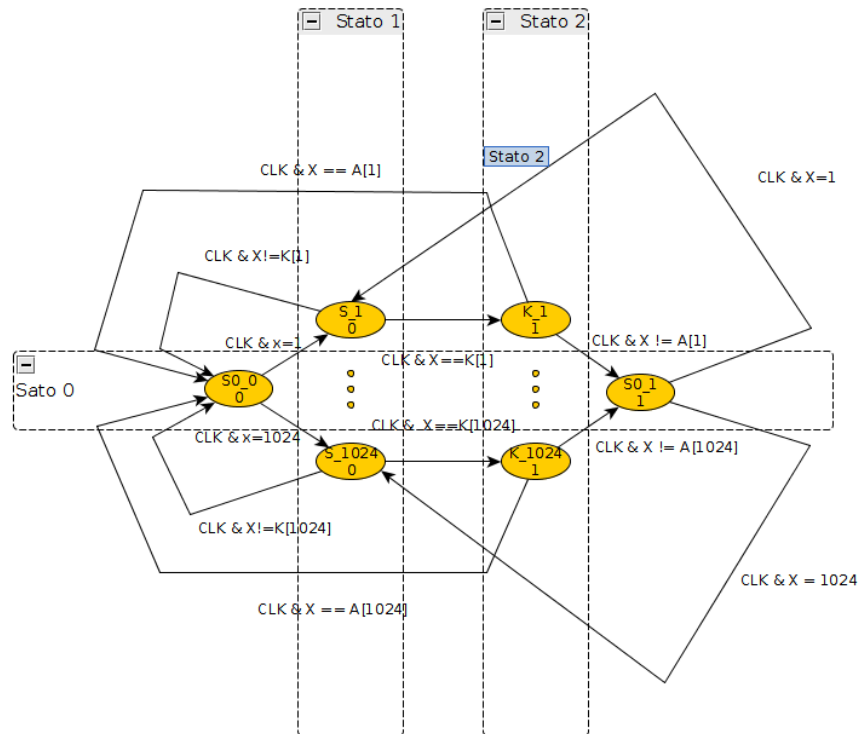 Stato 1
Stato 2
Stato 2
CLK & X == A[1]
CLK & X=1
CLK & X!=K[1]
S_1
0
K_1
1
CLK & x=1
CLK & X != A[1]
CLK & X==K[1]
Sato 0
S0_0
0
S0_1
1
CLK & X==K[1024]
CLK & x=1024
CLK & X != A[1024]
S_1024
0
K_1024
1
CLK & X!=K[1024]
CLK & X = 1024
CLK & X == A[1024]